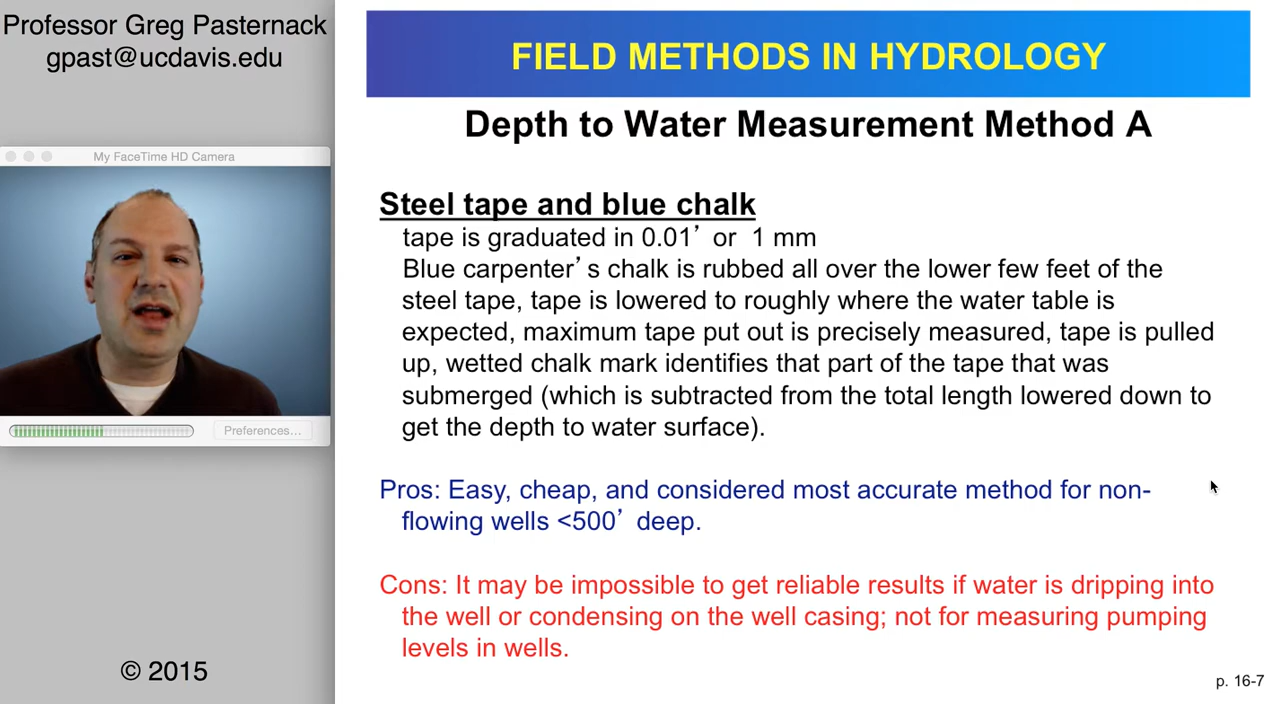 Professor Greg Pasternack
gpast@ucdavis.edu
My FaceTime HD Camera
Preferences...
© 2015
FIELD METHODS IN HYDROLOGY
Depth to Water Measurement Method A
Steel tape and blue chalk
tape is graduated in 0.01’ or 1 mm
Blue carpenter’s chalk is rubbed all over the lower few feet of the
steel tape, tape is lowered to roughly where the water table is
expected, maximum tape put out is precisely measured, tape is pulled
up, wetted chalk mark identifies that part of the tape that was
submerged (which is subtracted from the total length lowered down to
get the depth to water surface).
Pros: Easy, cheap, and considered most accurate method for non-
flowing wells <500’ deep.
Cons: It may be impossible to get reliable results if water is dripping into
the well or condensing on the well casing; not for measuring pumping
levels in wells.
p. 16-7